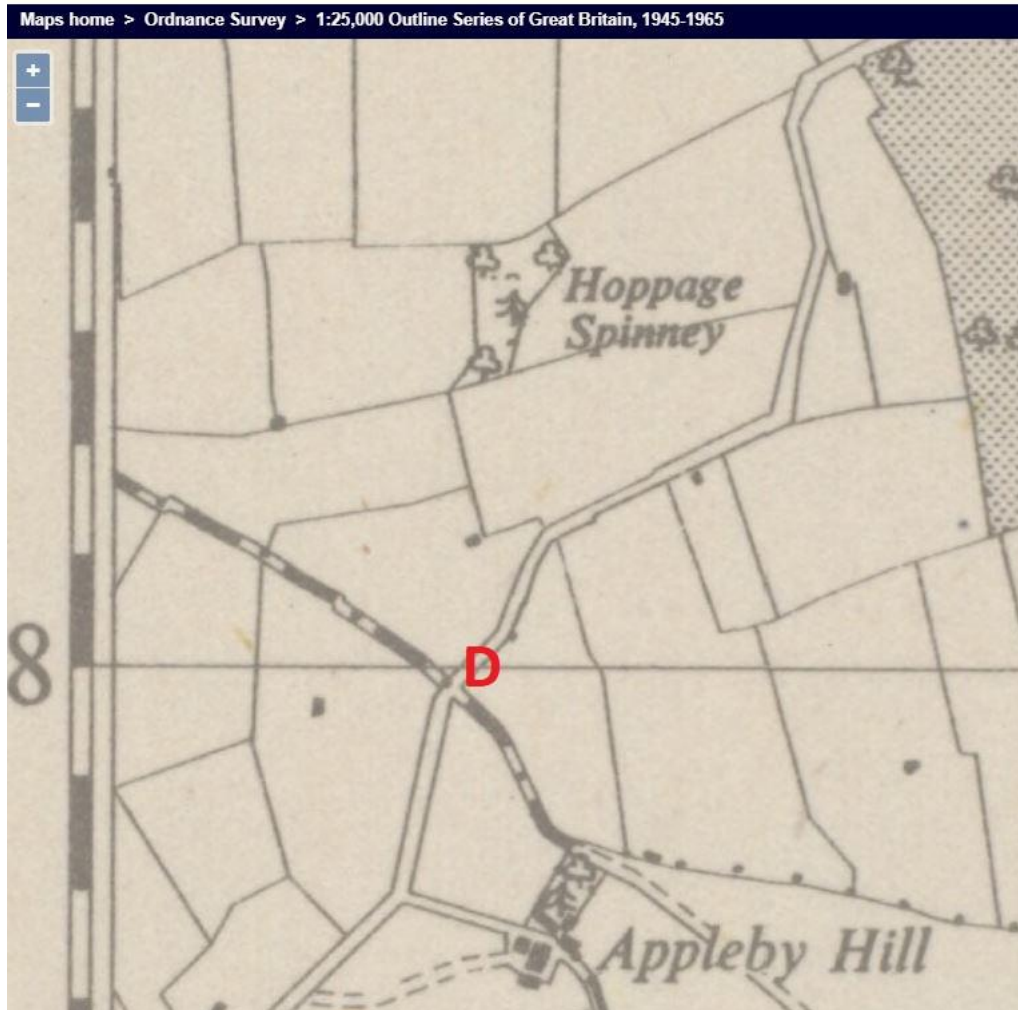 Maps home > Ordnance Survey > 1:25,000 Outline Series of Great Britain, 1945-1965
+
−
Hoppage
Spinney
8
D
Appleby Hill